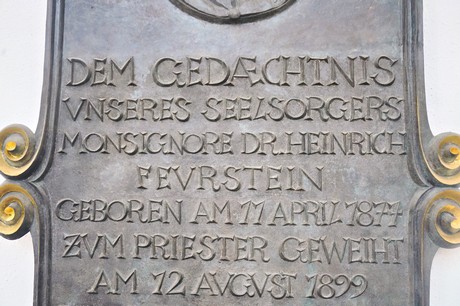 DEM GEDÆCHTNIS
VNSERES SEELSORGERS
MONSIGNORE DR. HEINRICH
FEVRSTEIN
GEBOREN AM 11 APRIL 1877
ZVM PRIESTER GEWEIHT
AM 12 AVGVST 1899